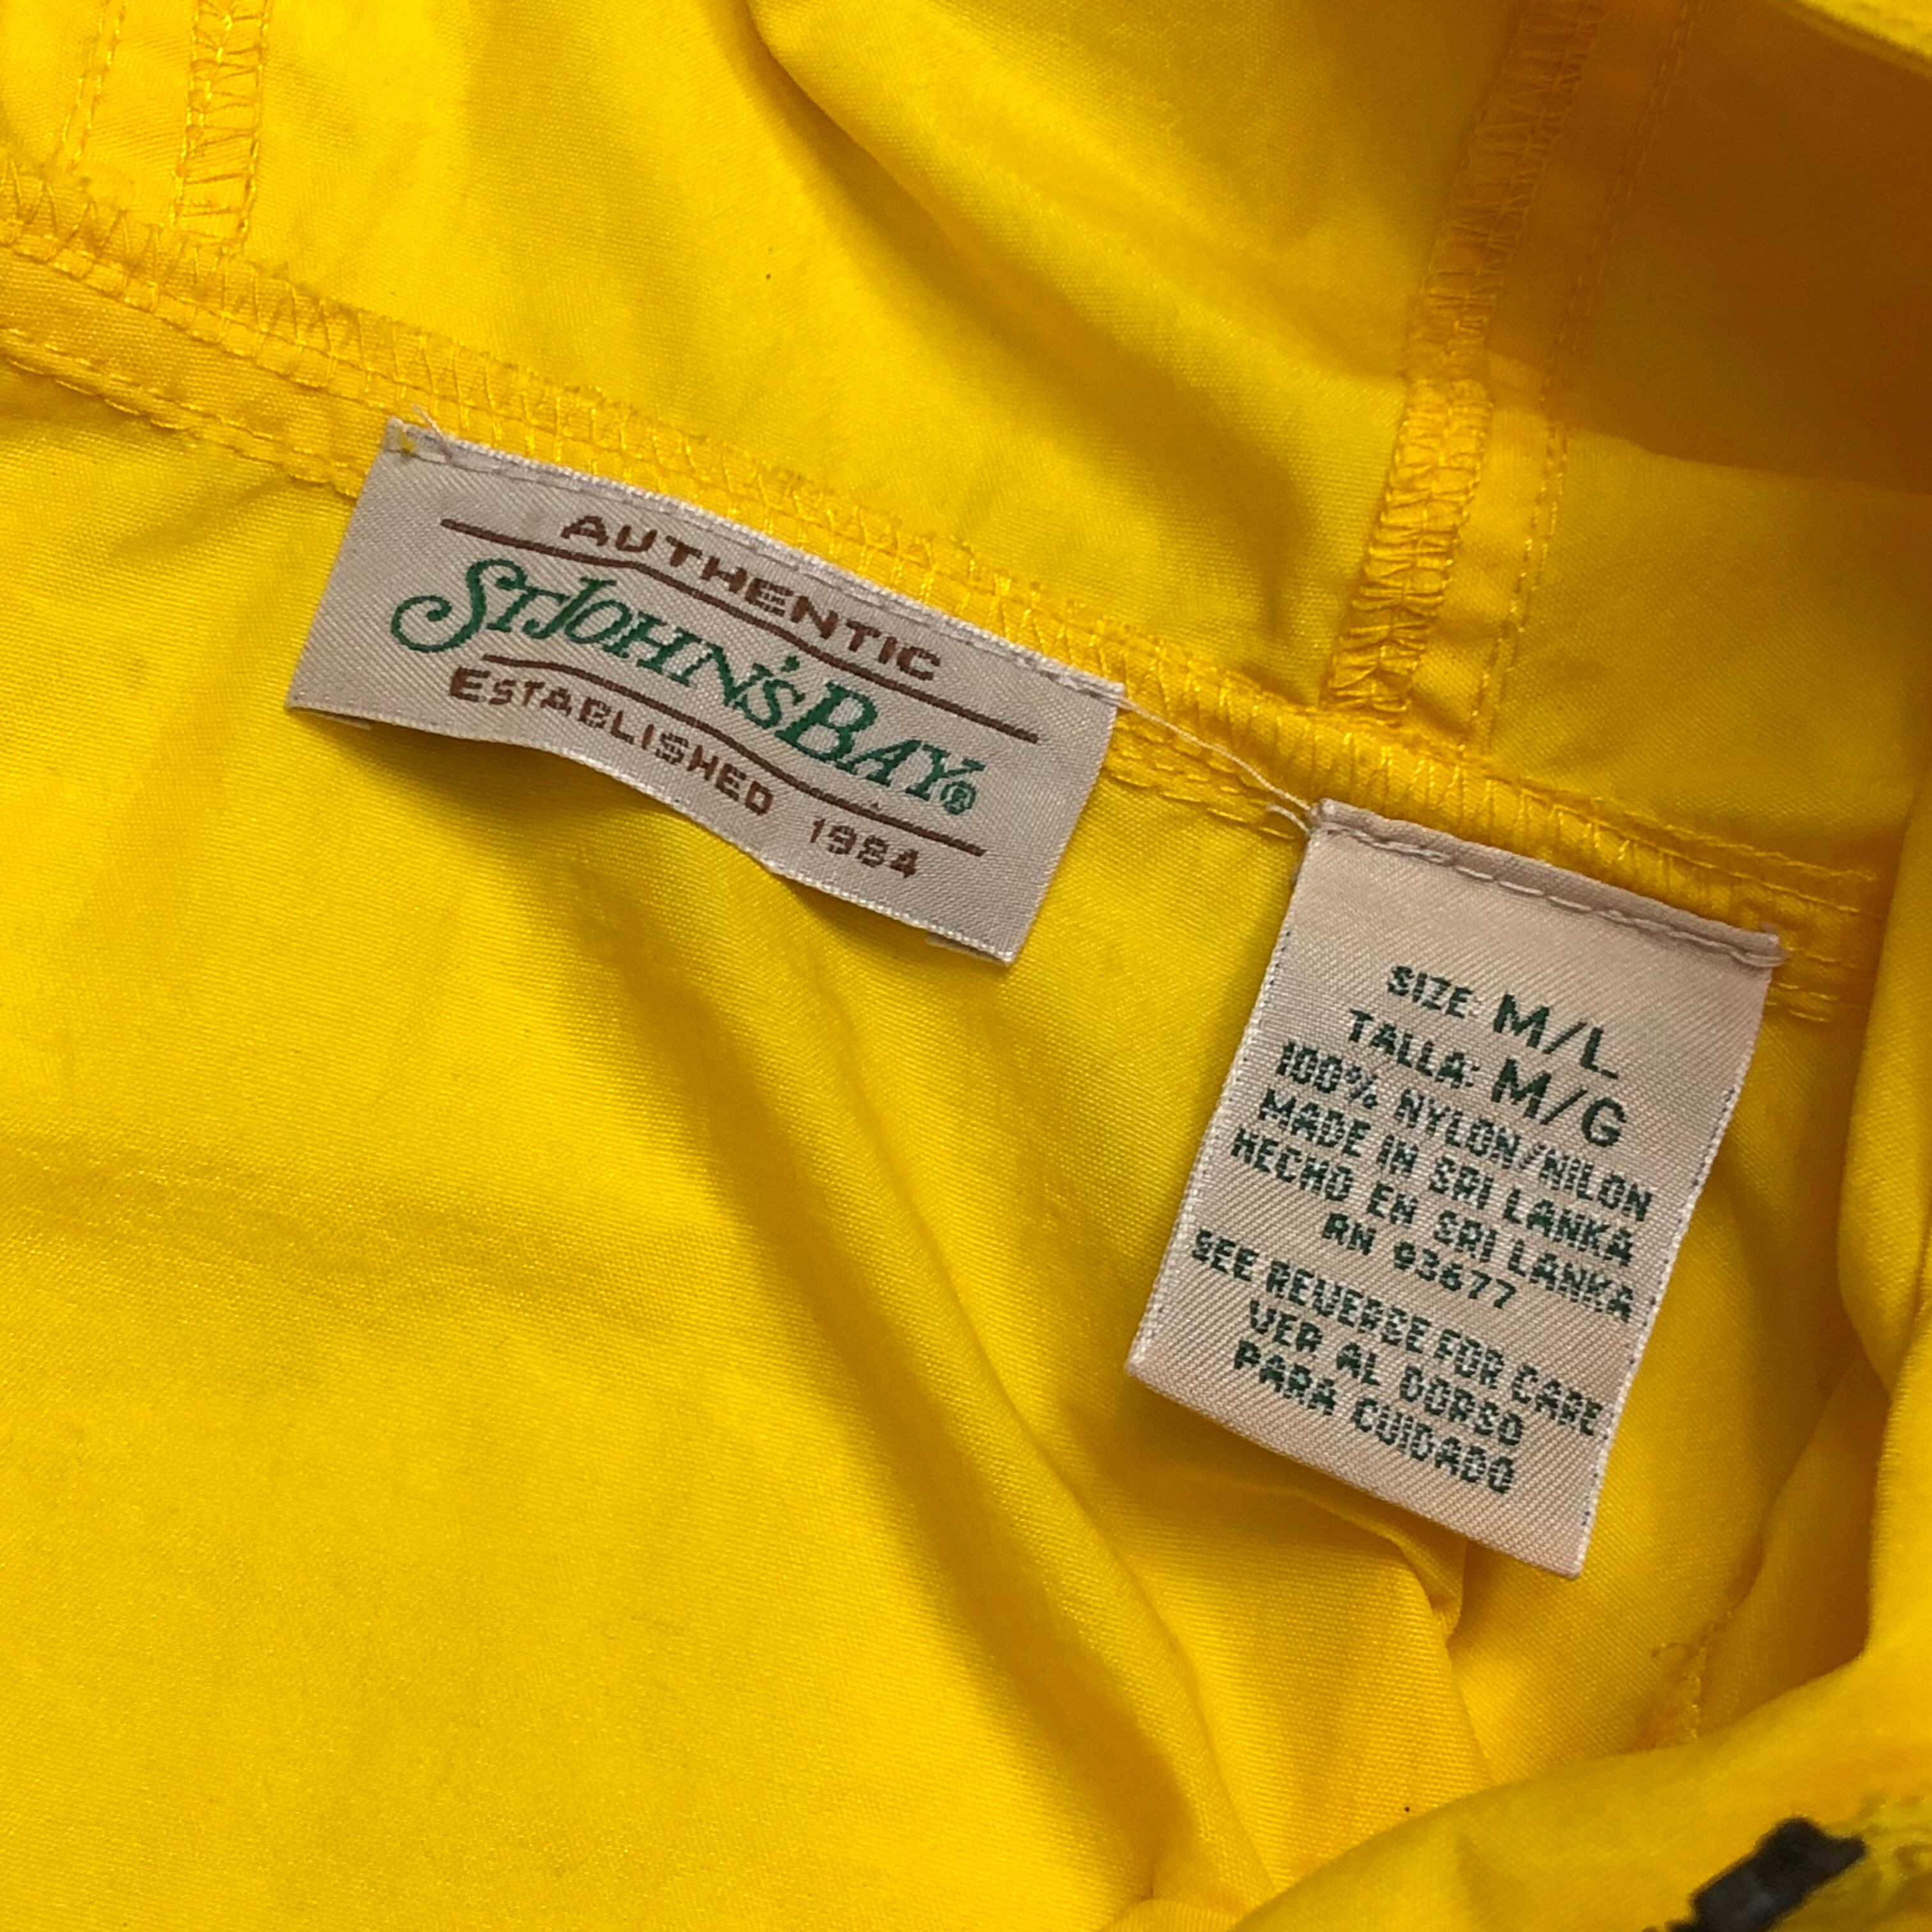 AUTHENTIC
ST JOHN'S BAY®
ESTABLISHED 1984
SIZE: M/L
TALLA: M/G
100% NYLON/NILON
MADE IN SRI LANKA
HECHO EN SRI LANKA
RN 93677
SEE REVERSE FOR CARE
VER AL DORSO
PARA CUIDADO